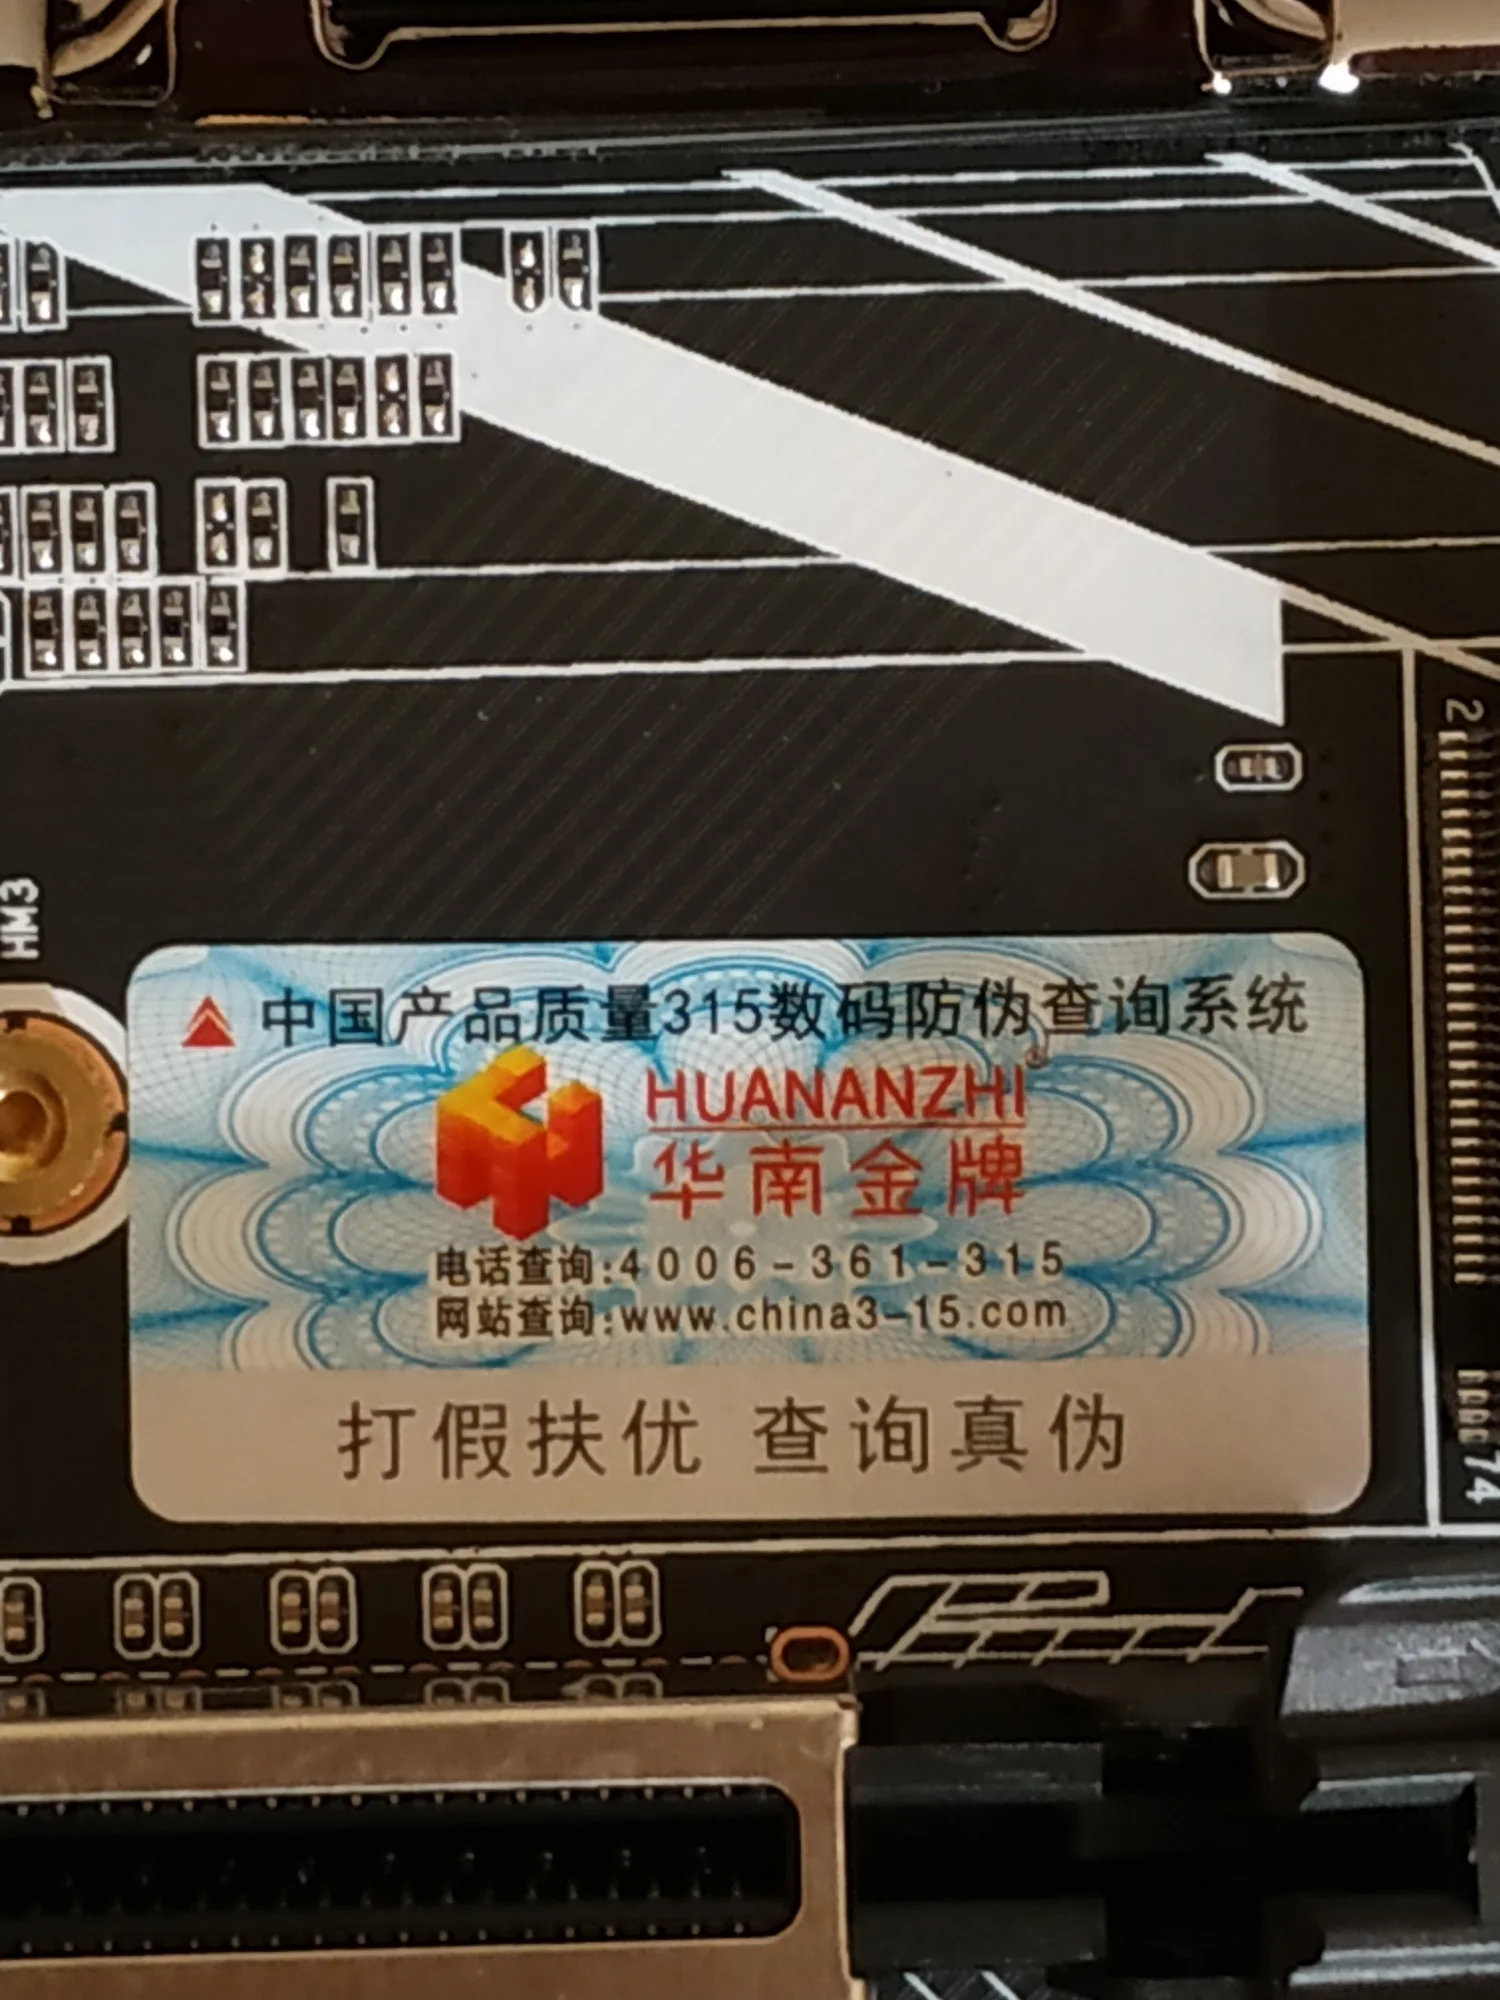 HM3
2
中国产品质量315数码防伪查询系统
HUANANZHI®
华南金牌
电话查询:4006-361-315
网站查询:www.china3-15.com
打假扶优 查询真伪
74